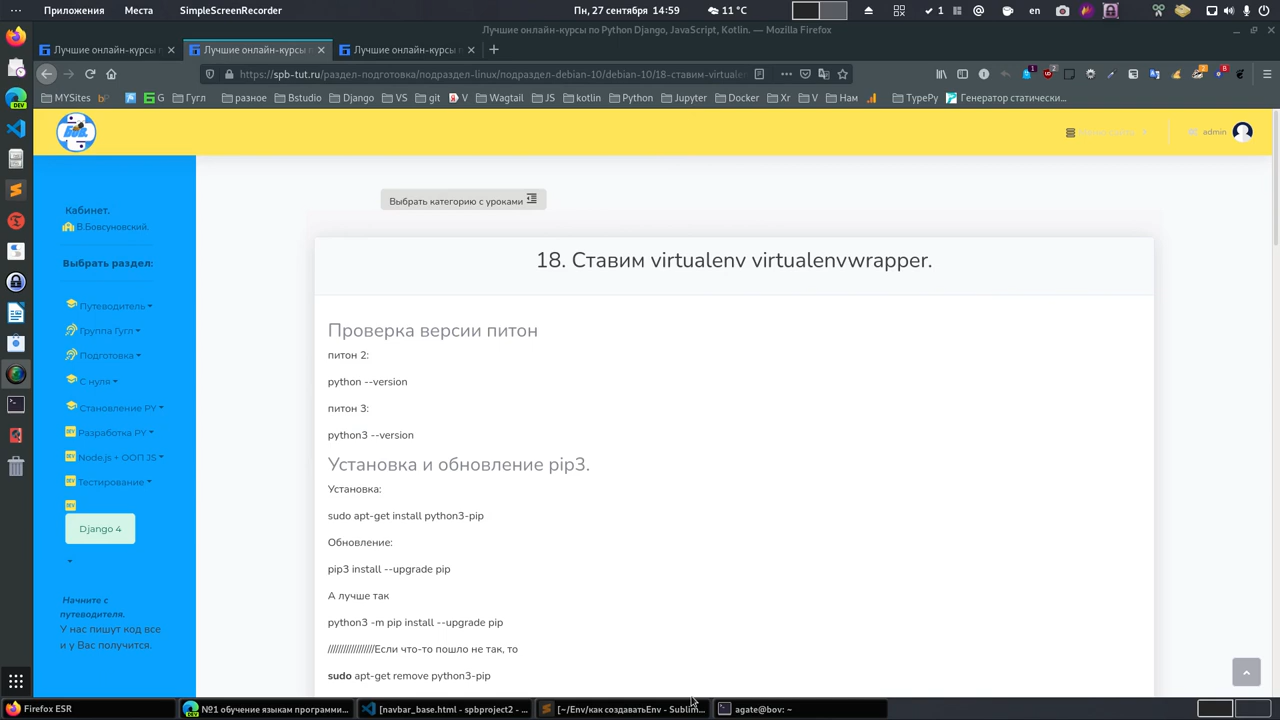 Приложения Места SimpleScreenRecorder Пн, 27 сентября 14:59 11 °C 1 en
Лучшие онлайн-курсы по Python Django, JavaScript, Kotlin. — Mozilla Firefox
Лучшие онлайн-курсы п Лучшие онлайн-курсы п Лучшие онлайн-курсы п
https://spb-tut.ru/раздел-подготовка/подраздел-linux/подраздел-debian-10/debian-10/18-ставим-virtualen
MYSites bP G Гугл разное Bstudio Django VS git V Wagtail JS kotlin Python Jupyter Docker Xr V Нам TypePy Генератор статически...
Бов.
admin
Выбрать категорию с уроками
Кабинет.
В.Бовсуновский.
Выбрать раздел:
Путеводитель
Группа Гугл
Подготовка
С нуля
Становление PY
Разработка PY
Node.js + ООП JS
Тестирование
Django 4
Начните с
путеводителя.
У нас пишут код все
и у Вас получится.
18. Ставим virtualenv virtualenvwrapper.
Проверка версии питон
питон 2:
python --version
питон 3:
python3 --version
Установка и обновление pip3.
Установка:
sudo apt-get install python3-pip
Обновление:
pip3 install --upgrade pip
А лучше так
python3 -m pip install --upgrade pip
//////////////////Если что-то пошло не так, то
sudo apt-get remove python3-pip
Firefox ESR №1 обучение языкам программи... [navbar_base.html - spbproject2 - ... [~/Env/как создаватьEnv - Sublim... agate@bov: ~